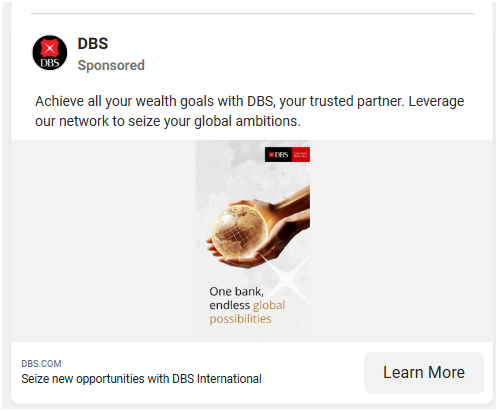 DBS
DBS
Sponsored
Achieve all your wealth goals with DBS, your trusted partner. Leverage
our network to seize your global ambitions.
DBS
One bank,
endless global
possibilities
DBS.COM
Seize new opportunities with DBS International
Learn More